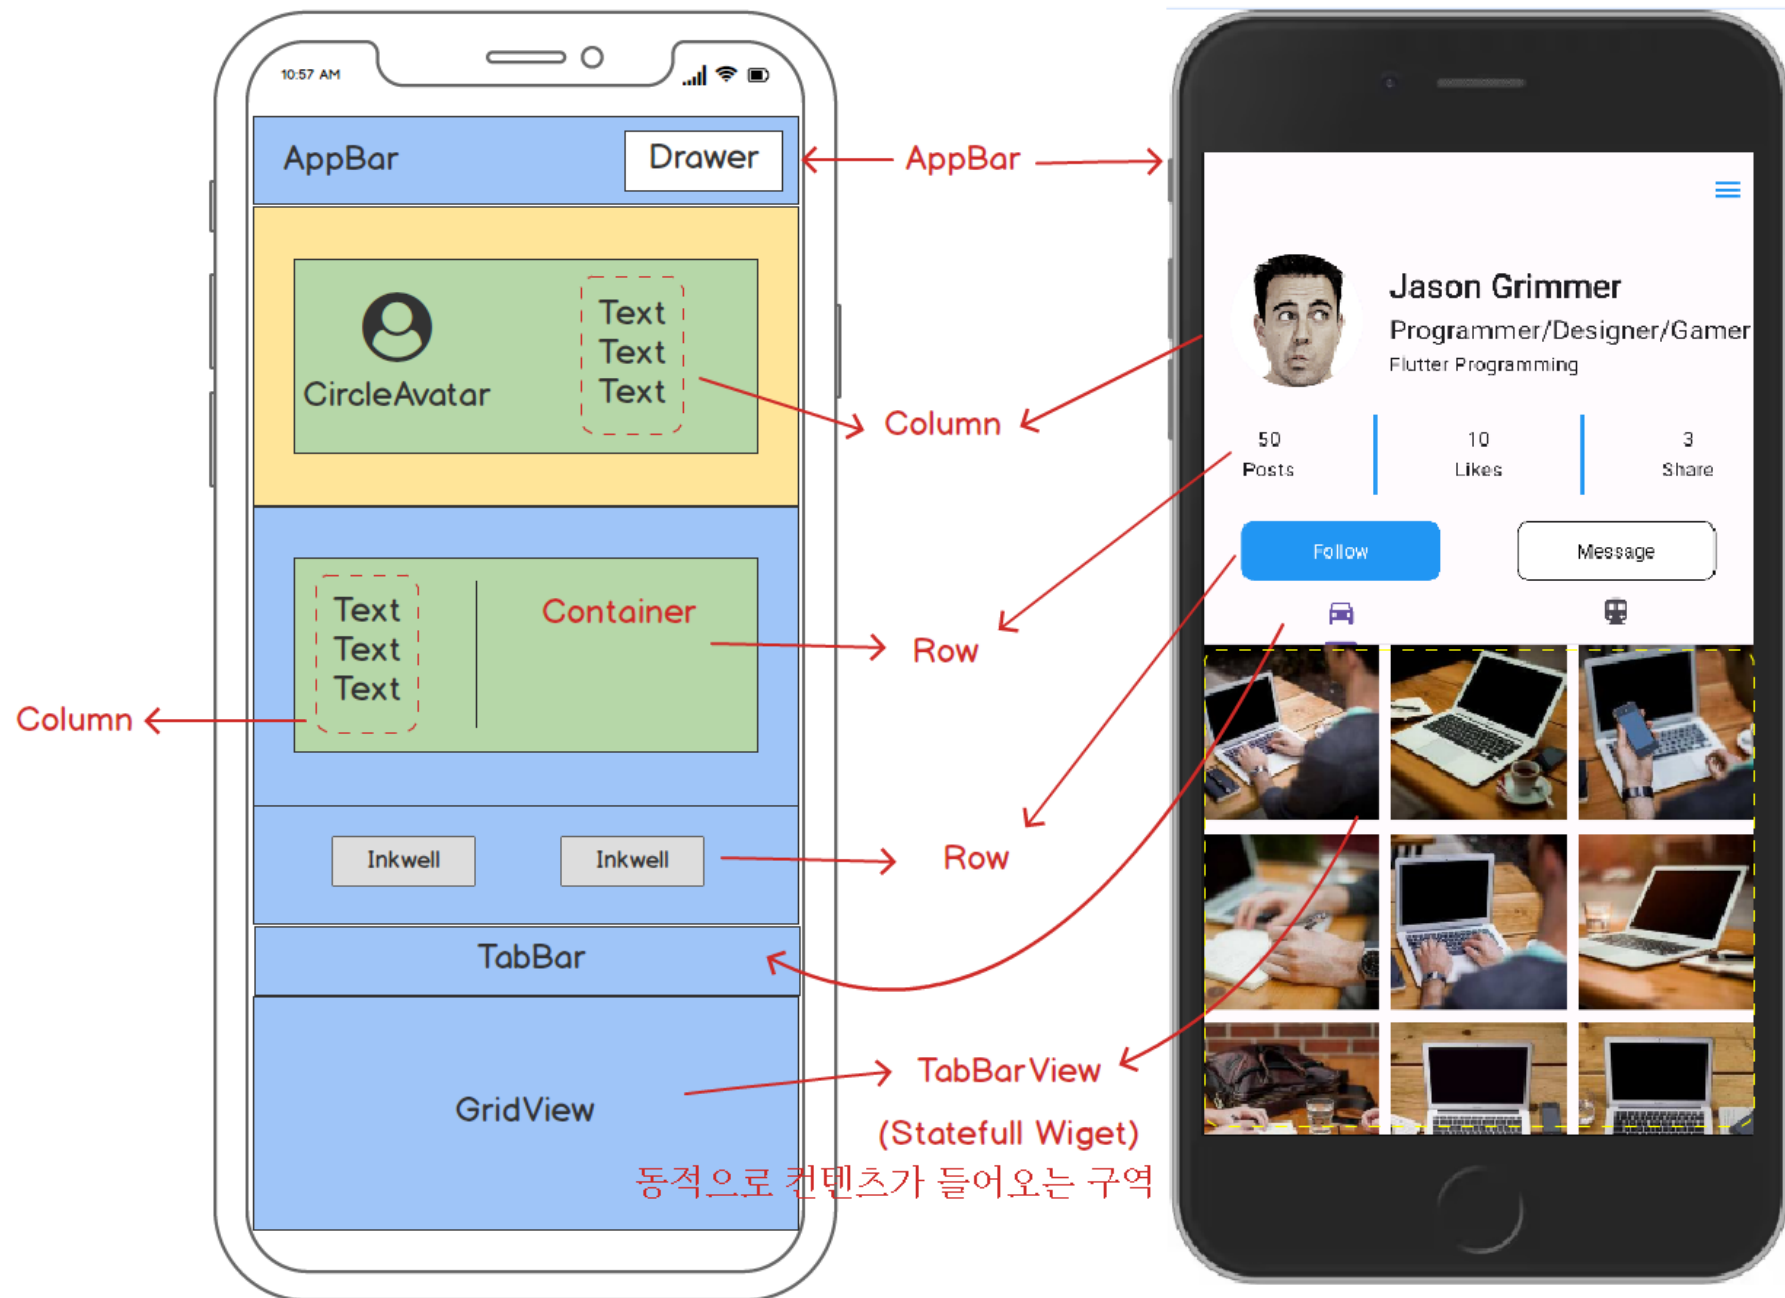 10:57 AM
AppBar
Drawer
CircleAvatar
Text
Text
Text
Text
Text
Text
Container
Inkwell
Inkwell
TabBar
GridView
AppBar
Column
Row
Column
Row
TabBarView
(Statefull Wiget)
동적으로 컨텐츠가 들어오는 구역
Jason Grimmer
Programmer/Designer/Gamer
Flutter Programming
50
Posts
10
Likes
3
Share
Follow
Message